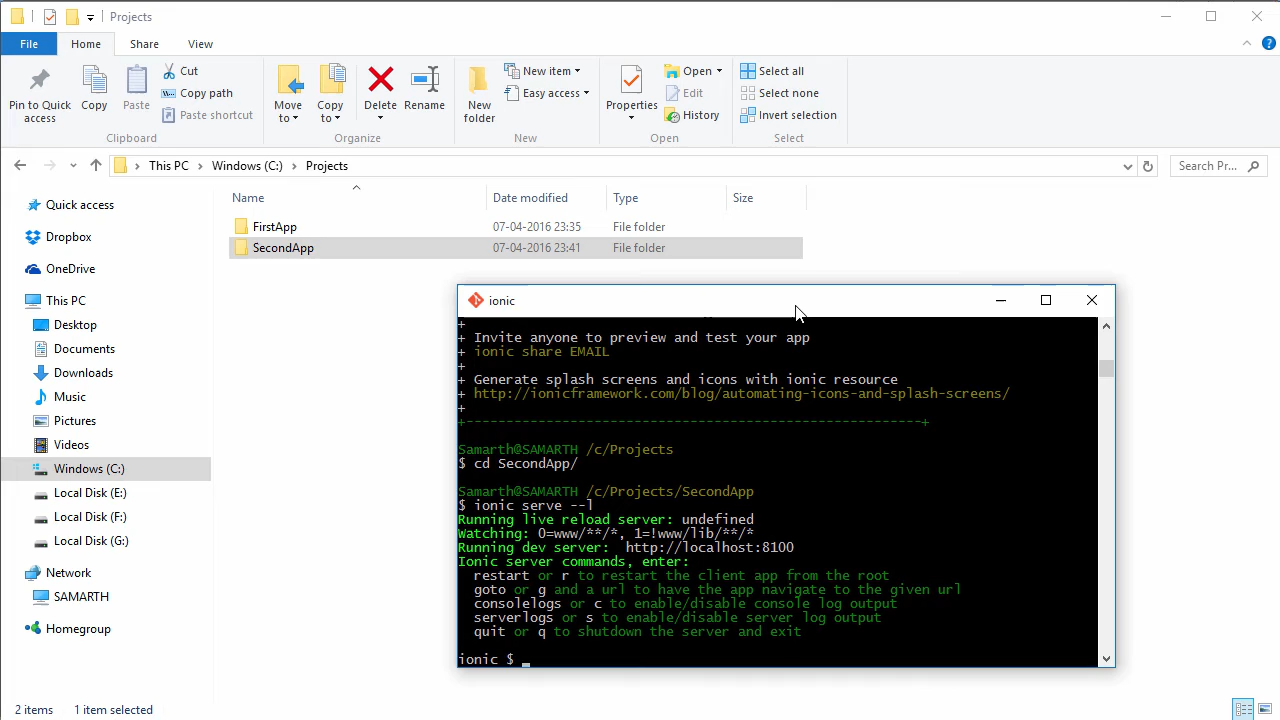 Projects
File
Home
Share
View
Pin to Quick access
Copy
Paste
Cut
Copy path
Paste shortcut
Clipboard
Move to
Copy to
Delete
Rename
Organize
New folder
New item
Easy access
New
Properties
Open
Edit
History
Open
Select all
Select none
Invert selection
Select
This PC
Windows (C:)
Projects
Search Pr...
Name
Date modified
Type
Size
FirstApp 07-04-2016 23:35 File folder
SecondApp 07-04-2016 23:41 File folder
Quick access
Dropbox
OneDrive
This PC
Desktop
Documents
Downloads
Music
Pictures
Videos
Windows (C:)
Local Disk (E:)
Local Disk (F:)
Local Disk (G:)
Network
SAMARTH
Homegroup
ionic
+
+ Invite anyone to preview and test your app
+ ionic share EMAIL
+
+ Generate splash screens and icons with ionic resource
+ http://ionicframework.com/blog/automating-icons-and-splash-screens/
+
+----------------------------------------------------------+
Samarth@SAMARTH /c/Projects
$ cd SecondApp/
Samarth@SAMARTH /c/Projects/SecondApp
$ ionic serve --l
Running live reload server: undefined
Watching: 0=www/**/*, 1=!www/lib/**/*
Running dev server:  http://localhost:8100
Ionic server commands, enter:
restart or r to restart the client app from the root
goto or g and a url to have the app navigate to the given url
consolelogs or c to enable/disable console log output
serverlogs or s to enable/disable server log output
quit or q to shutdown the server and exit
ionic $ _
2 items
1 item selected